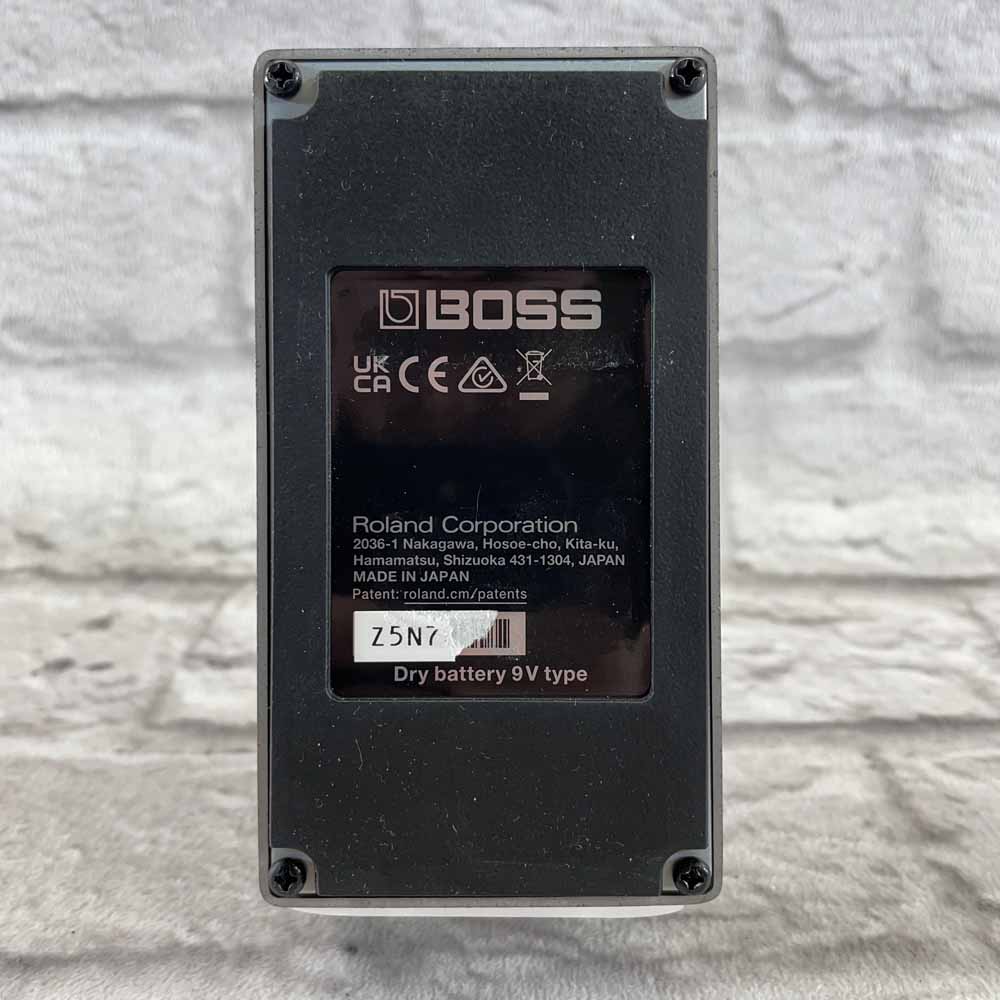 BOSS
UK
CA CE
Roland Corporation
2036-1 Nakagawa, Hosoe-cho, Kita-ku,
Hamamatsu, Shizuoka 431-1304, JAPAN
MADE IN JAPAN
Patent: roland.cm/patents
Z5N7
Dry battery 9V type